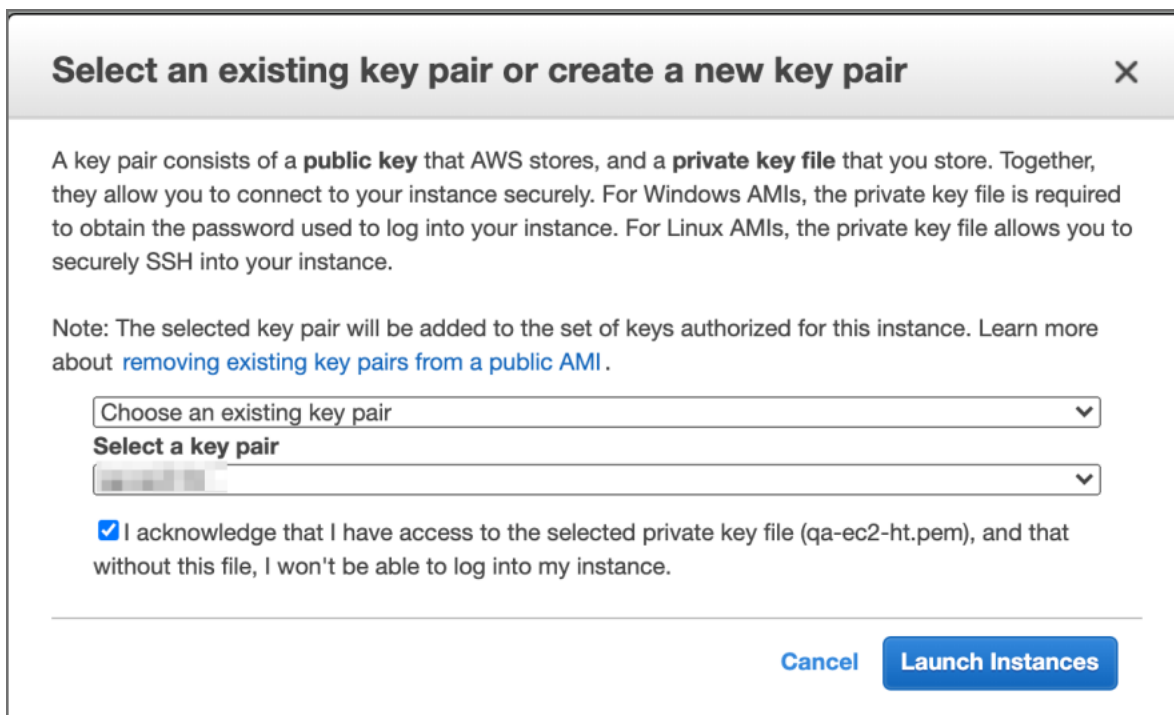 Select an existing key pair or create a new key pair
A key pair consists of a public key that AWS stores, and a private key file that you store. Together,
they allow you to connect to your instance securely. For Windows AMIs, the private key file is required
to obtain the password used to log into your instance. For Linux AMIs, the private key file allows you to
securely SSH into your instance.
Note: The selected key pair will be added to the set of keys authorized for this instance. Learn more
about removing existing key pairs from a public AMI .
Choose an existing key pair
Select a key pair
I acknowledge that I have access to the selected private key file (qa-ec2-ht.pem), and that
without this file, I won't be able to log into my instance.
Cancel Launch Instances